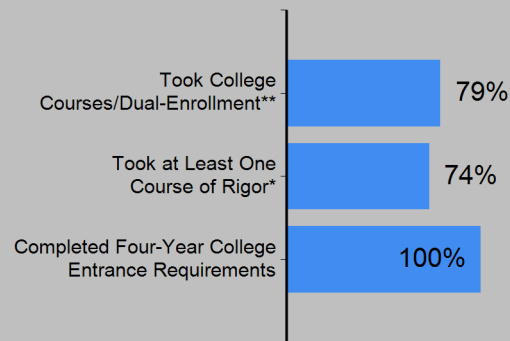 Took College
Courses/Dual-Enrollment**
79%
Took at Least One
Course of Rigor*
74%
Completed Four-Year College
Entrance Requirements
100%